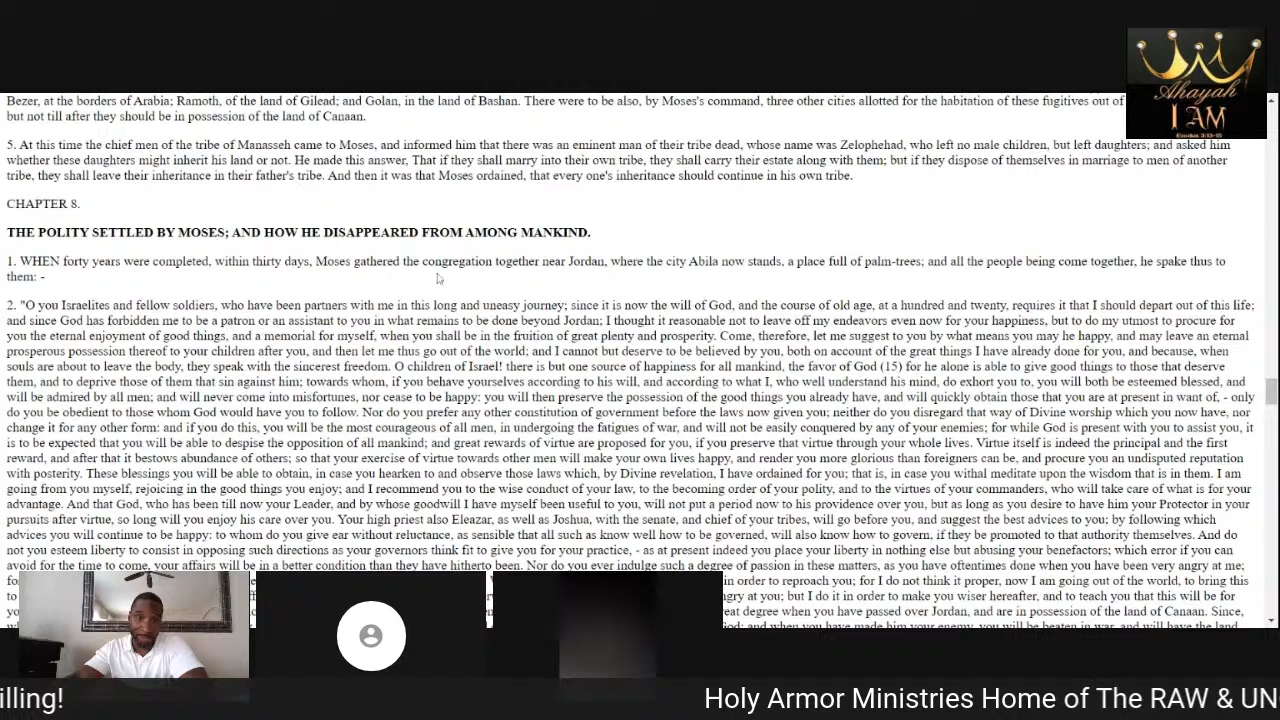 Bezer, at the borders of Arabia; Ramoth, of the land of Gilead; and Golan, in the land of Bashan. There were to be also, by Moses's command, three other cities allotted for the habitation of these fugitives out of
but not till after they should be in possession of the land of Canaan.
5. At this time the chief men of the tribe of Manasseh came to Moses, and informed him that there was an eminent man of their tribe dead, whose name was Zelophehad, who left no male children, but left daughters; and asked him
whether these daughters might inherit his land or not. He made this answer, That if they shall marry into their own tribe, they shall carry their estate along with them; but if they dispose of themselves in marriage to men of another
tribe, they shall leave their inheritance in their father's tribe. And then it was that Moses ordained, that every one's inheritance should continue in his own tribe.
CHAPTER 8.
THE POLITY SETTLED BY MOSES; AND HOW HE DISAPPEARED FROM AMONG MANKIND.
1. WHEN forty years were completed, within thirty days, Moses gathered the congregation together near Jordan, where the city Abila now stands, a place full of palm-trees; and all the people being come together, he spake thus to
them: -
2. "O you Israelites and fellow soldiers, who have been partners with me in this long and uneasy journey; since it is now the will of God, and the course of old age, at a hundred and twenty, requires it that I should depart out of this life;
and since God has forbidden me to be a patron or an assistant to you in what remains to be done beyond Jordan; I thought it reasonable not to leave off my endeavors even now for your happiness, but to do my utmost to procure for
you the eternal enjoyment of good things, and a memorial for myself, when you shall be in the fruition of great plenty and prosperity. Come, therefore, let me suggest to you by what means you may be happy, and may leave an eternal
prosperous possession thereof to your children after you, and then let me thus go out of the world; and I cannot but deserve to be believed by you, both on account of the great things I have already done for you, and because, when
souls are about to leave the body, they speak with the sincerest freedom. O children of Israel! there is but one source of happiness for all mankind, the favor of God (15) for he alone is able to give good things to those that deserve
them, and to deprive those of them that sin against him; towards whom, if you behave yourselves according to his will, and according to what I, who well understand his mind, do exhort you to, you will both be esteemed blessed, and
will be admired by all men; and will never come into misfortunes, nor cease to be happy: you will then preserve the possession of the good things you already have, and will quickly obtain those that you are at present in want of, - only
do you be obedient to those whom God would have you to follow. Nor do you prefer any other constitution of government before the laws now given you; neither do you disregard that way of Divine worship which you now have, nor
change it for any other form: and if you do this, you will be the most courageous of all men, in undergoing the fatigues of war, and will not be easily conquered by any of your enemies; for while God is present with you to assist you, it
is to be expected that you will be able to despise the opposition of all mankind; and great rewards of virtue are proposed for you, if you preserve that virtue through your whole lives. Virtue itself is indeed the principal and the first
reward, and after that it bestows abundance of others; so that your exercise of virtue towards other men will make your own lives happy, and render you more glorious than foreigners can be, and procure you an undisputed reputation
with posterity. These blessings you will be able to obtain, in case you hearken to and observe those laws which, by Divine revelation, I have ordained for you; that is, in case you withal meditate upon the wisdom that is in them. I am
going from you myself, rejoicing in the good things you enjoy; and I recommend you to the wise conduct of your law, to the becoming order of your polity, and to the virtues of your commanders, who will take care of what is for your
advantage. And that God, who has been till now your Leader, and by whose goodwill I have myself been useful to you, will not put a period now to his providence over you, but as long as you desire to have him your Protector in your
pursuits after virtue, so long will you enjoy his care over you. Your high priest also Eleazar, as well as Joshua, with the senate, and chief of your tribes, will go before you, and suggest the best advices to you; by following which
advices you will continue to be happy: to whom do you give ear without reluctance, as sensible that all such as know well how to be governed, will also know how to govern, if they be promoted to that authority themselves. And do
not you esteem liberty to consist in opposing such directions as your governors think fit to give you for your practice, - as at present indeed you place your liberty in nothing else but abusing your benefactors; which error if you can
avoid for the time to come, your affairs will be in a better condition than they have hitherto been. Nor do you ever indulge such a degree of passion in these matters, as you have oftentimes done when you have been very angry at me;
in order to reproach you; for I do not think it proper, now I am going out of the world, to bring this
to angry at you; but I do it in order to make you wiser hereafter, and to teach you that this will be for
great degree when you have passed over Jordan, and are in possession of the land of Canaan. Since,
God; and when you have made him your enemy, you will be beaten in war, and will have the land
Ahayah
I AM
Exodus 3:13-15
illing!
Holy Armor Ministries Home of The RAW & UN